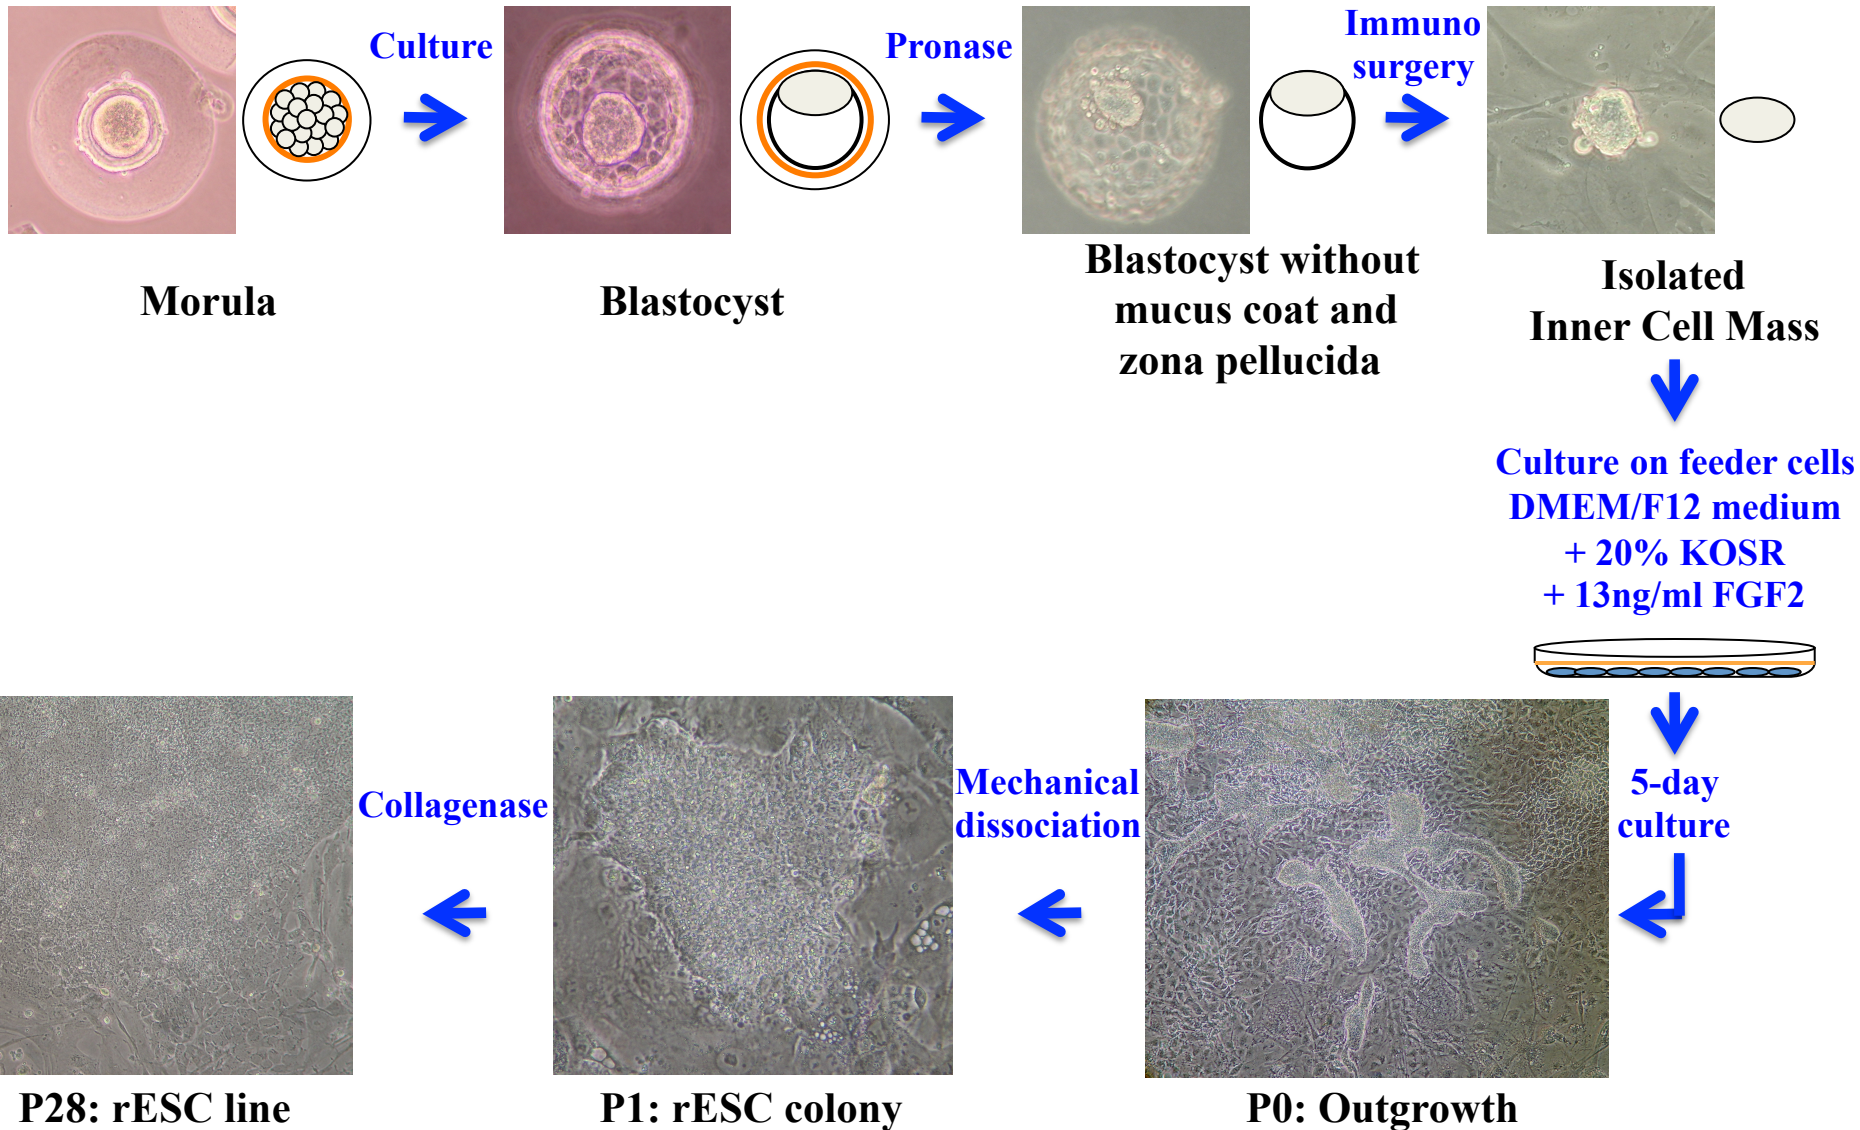 Culture
Pronase
Immuno
surgery
Morula
Blastocyst
Blastocyst without
mucus coat and
zona pellucida
Isolated
Inner Cell Mass
Culture on feeder cells
DMEM/F12 medium
+ 20% KOSR
+ 13ng/ml FGF2
5-day
culture
Mechanical
dissociation
Collagenase
P28: rESC line
P1: rESC colony
P0: Outgrowth